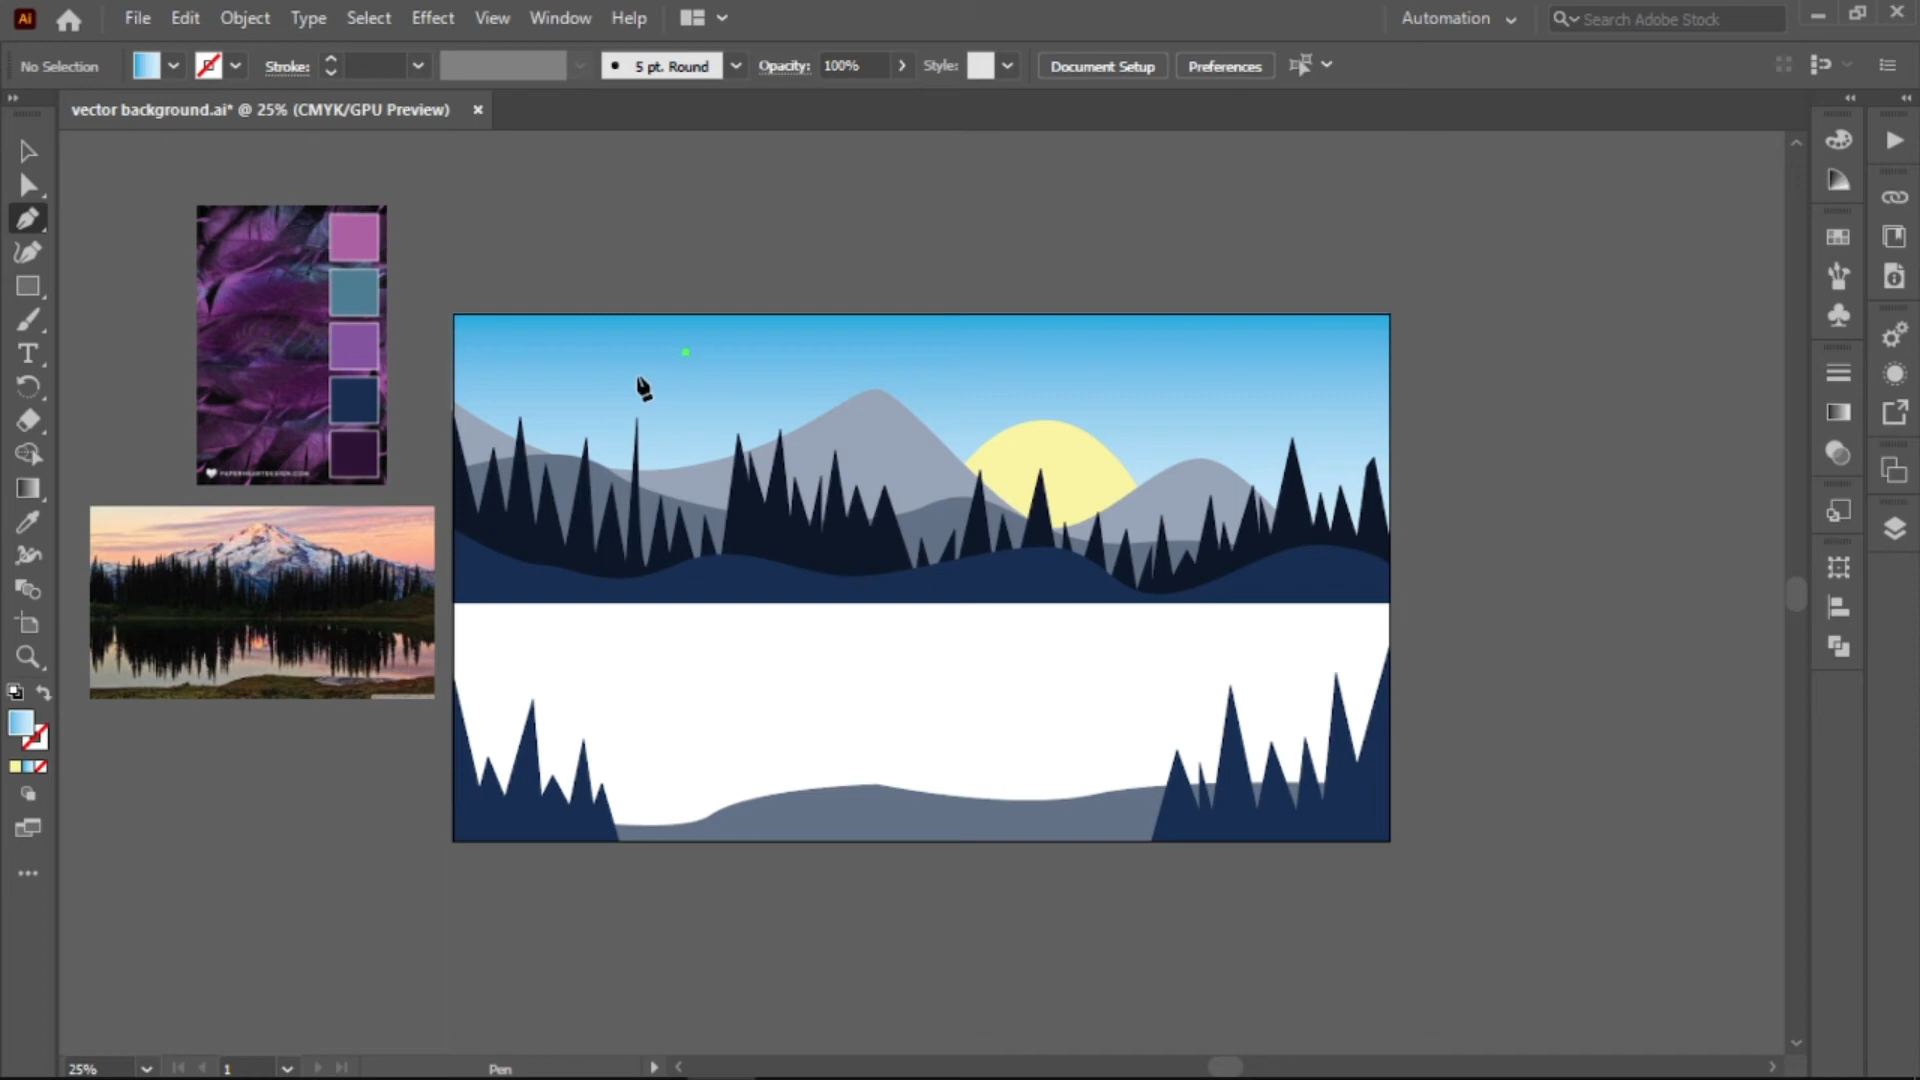 Ai File Edit Object Type Select Effect View Window Help Automation Search Adobe Stock
No Selection Stroke: 5 pt. Round Opacity: 100% Style: Document Setup Preferences
vector background.ai* @ 25% (CMYK/GPU Preview)
T
25% 1 Pen